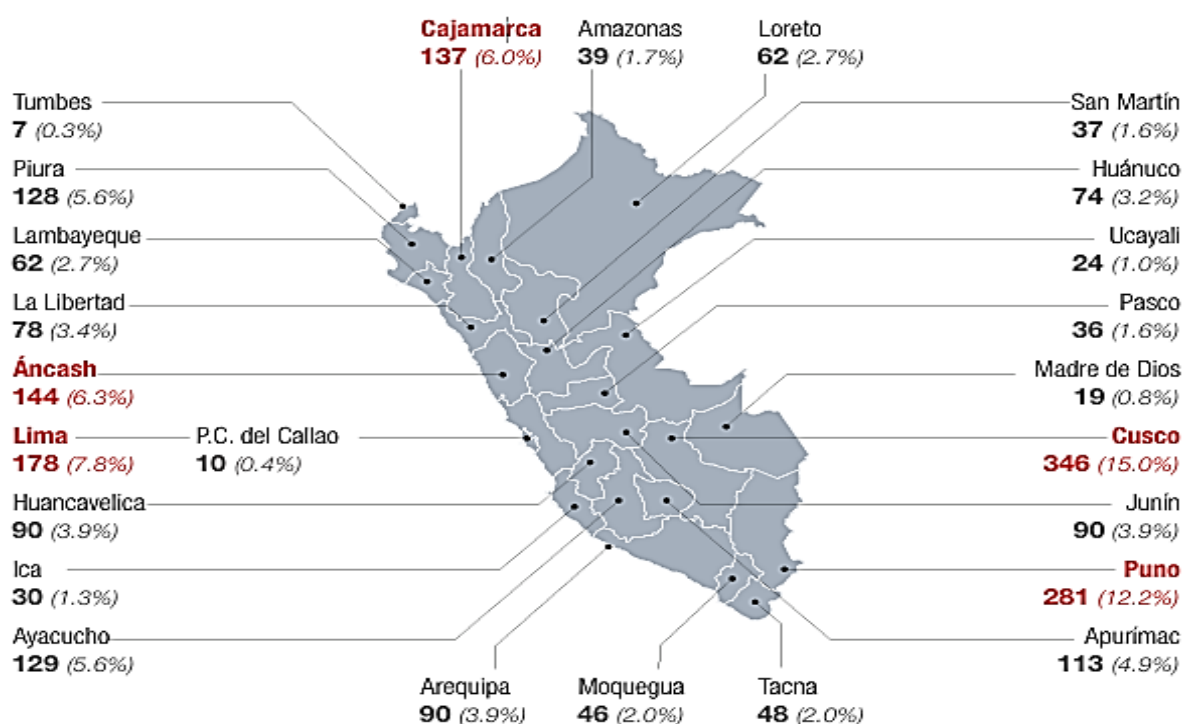 Cajamarca
137 (6.0%)
Amazonas
39 (1.7%)
Loreto
62 (2.7%)
Tumbes
7 (0.3%)
San Martín
37 (1.6%)
Piura
128 (5.6%)
Huánuco
74 (3.2%)
Lambayeque
62 (2.7%)
Ucayali
24 (1.0%)
La Libertad
78 (3.4%)
Pasco
36 (1.6%)
Áncash
144 (6.3%)
Madre de Dios
19 (0.8%)
Lima
178 (7.8%)
P.C. del Callao
10 (0.4%)
Cusco
346 (15.0%)
Huancavelica
90 (3.9%)
Junín
90 (3.9%)
Ica
30 (1.3%)
Puno
281 (12.2%)
Ayacucho
129 (5.6%)
Apurímac
113 (4.9%)
Arequipa
90 (3.9%)
Moquegua
46 (2.0%)
Tacna
48 (2.0%)